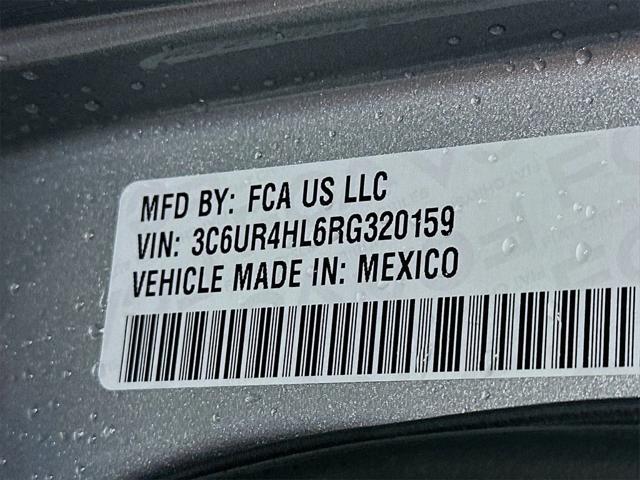 MFD BY: FCA US LLC
VIN: 3C6UR4HL6RG320159
VEHICLE MADE IN: MEXICO